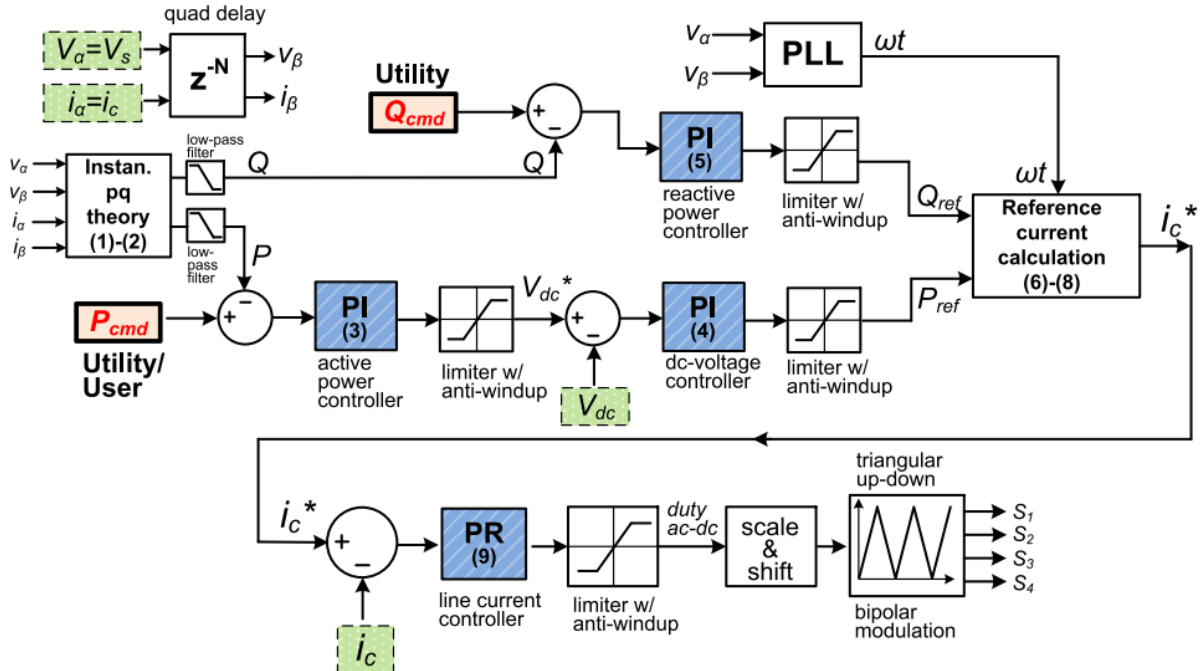 quad delay
Vα=Vs
iα=ic
z-N
vβ
iβ
Utility
Qcmd
+
−
vα
vβ
PLL
ωt
PI
(5)
reactive
power
controller
limiter w/
anti-windup
Qref
ωt
Reference
current
calculation
(6)-(8)
ic*
vα
vβ
iα
iβ
Instan.
pq
theory
(1)-(2)
low-pass
filter
Q
Q
low-
pass
filter
P
Pcmd
Utility/
User
+
−
PI
(3)
active
power
controller
limiter w/
anti-windup
Vdc*
+
−
Vdc
PI
(4)
dc-voltage
controller
limiter w/
anti-windup
Pref
ic*
+
−
ic
PR
(9)
line current
controller
limiter w/
anti-windup
duty
ac-dc
scale
&
shift
triangular
up-down
bipolar
modulation
S1
S2
S3
S4